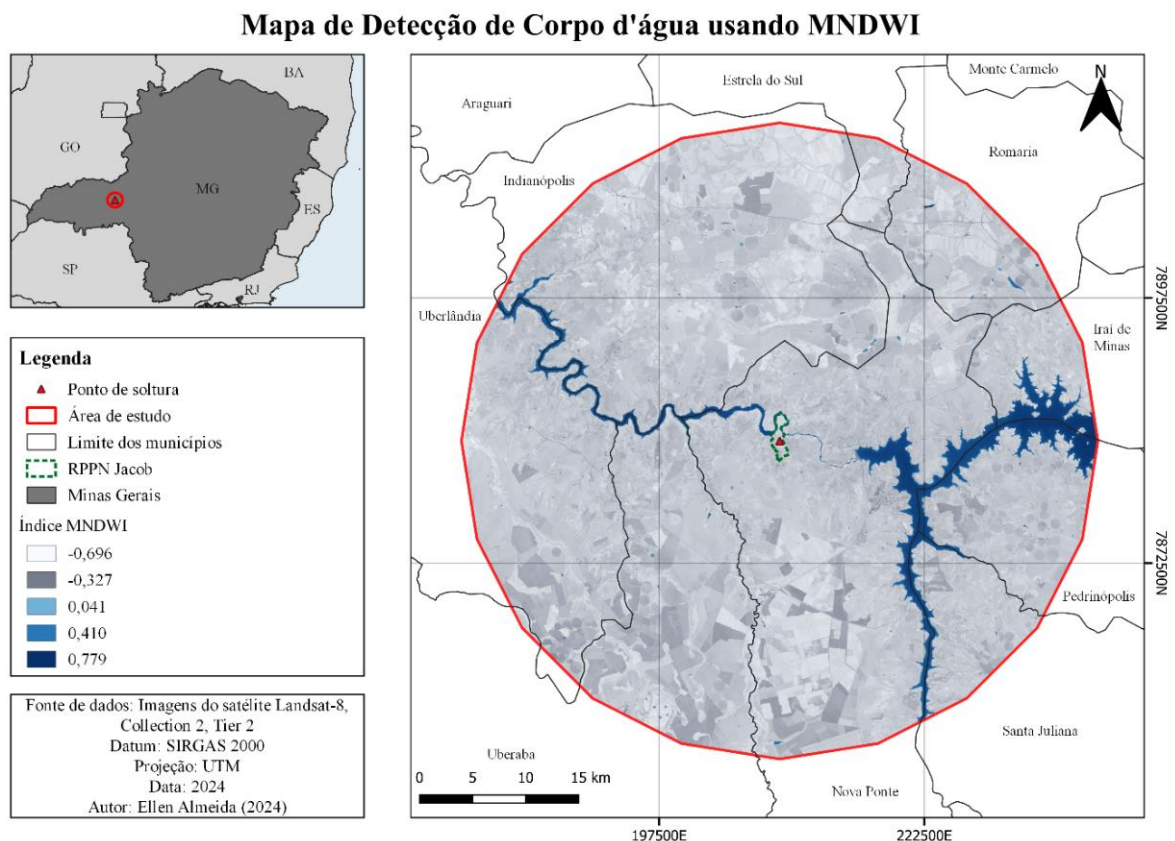 Mapa de Detecção de Corpo d'água usando MNDWI
BA
GO
MG
ES
SP
RJ
Legenda
Ponto de soltura
Área de estudo
Limite dos municípios
RPPN Jacob
Minas Gerais
Índice MNDWI
-0,696
-0,327
0,041
0,410
0,779
Fonte de dados: Imagens do satélite Landsat-8,
Collection 2, Tier 2
Datum: SIRGAS 2000
Projeção: UTM
Data: 2024
Autor: Ellen Almeida (2024)
Monte Carmelo
N
Estrela do Sul
Araguari
Romaria
Indianópolis
7897500N
Uberlândia
Iraí de
Minas
7872500N
Pedrinópolis
Santa Juliana
Uberaba
0 5 10 15 km
Nova Ponte
197500E
222500E